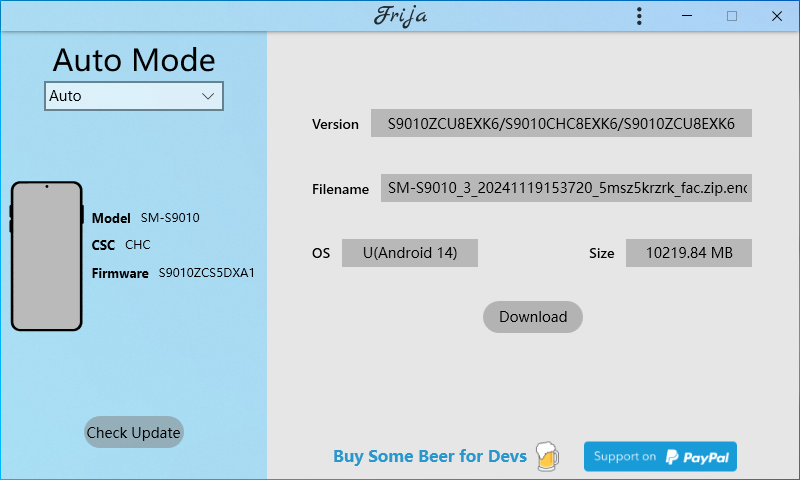 Frija
Auto Mode
Auto
Model SM-S9010
CSC CHC
Firmware S9010ZCS5DXA1
Check Update
Version S9010ZCU8EXK6/S9010CHC8EXK6/S9010ZCU8EXK6
Filename SM-S9010_3_20241119153720_5msz5krzrk_fac.zip.enc
OS U(Android 14) Size 10219.84 MB
Download
Buy Some Beer for Devs Support on PayPal